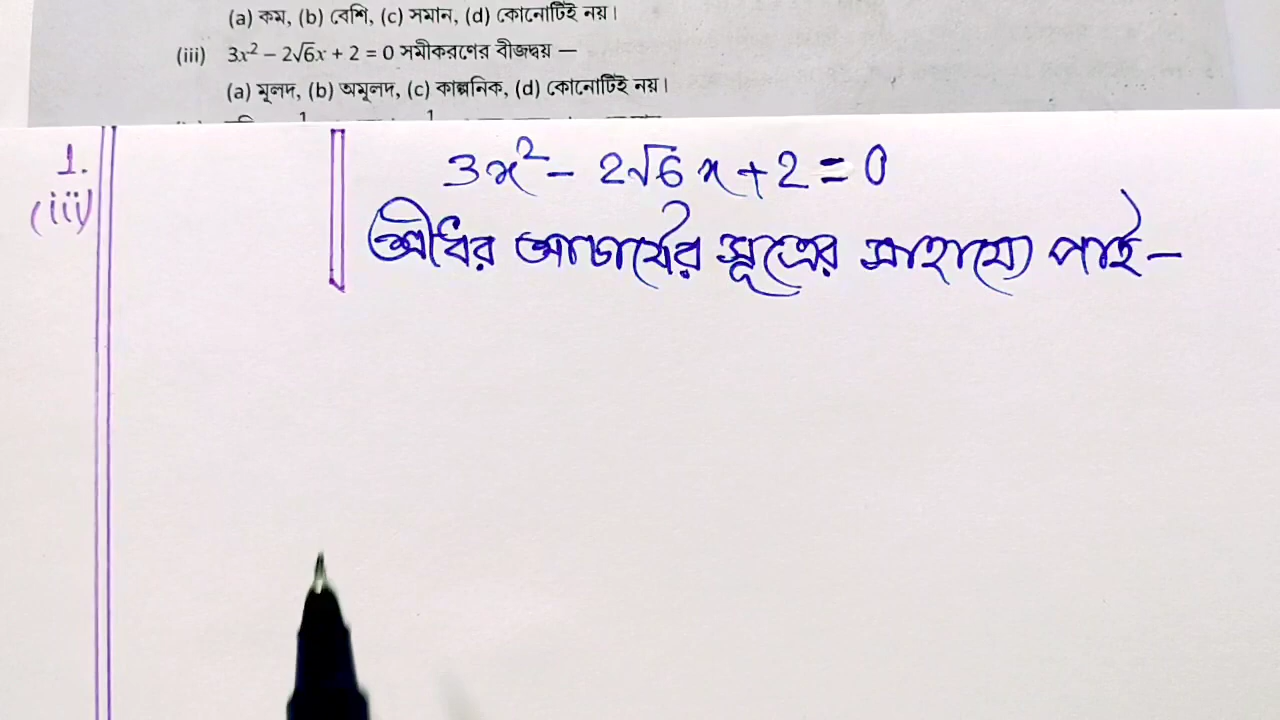 (a) কম, (b) বেশি, (c) সমান, (d) কোনোটিই নয়।
(iii) 3x² − 2√6x + 2 = 0 সমীকরণের বীজদ্বয় —
(a) মূলদ, (b) অমূলদ, (c) কাল্পনিক, (d) কোনোটিই নয়।
1.
(iii)
3x² − 2√6 x + 2 = 0
শ্রীধর আচার্যের সূত্রের সাহায্যে পাই −